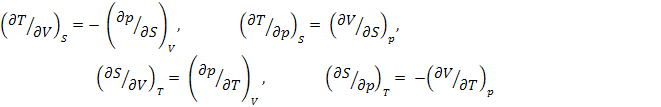 (∂T/∂V)_S = − (∂p/∂S)_V, (∂T/∂p)_S = (∂V/∂S)_p,
(∂S/∂V)_T = (∂p/∂T)_V, (∂S/∂p)_T = −(∂V/∂T)_p